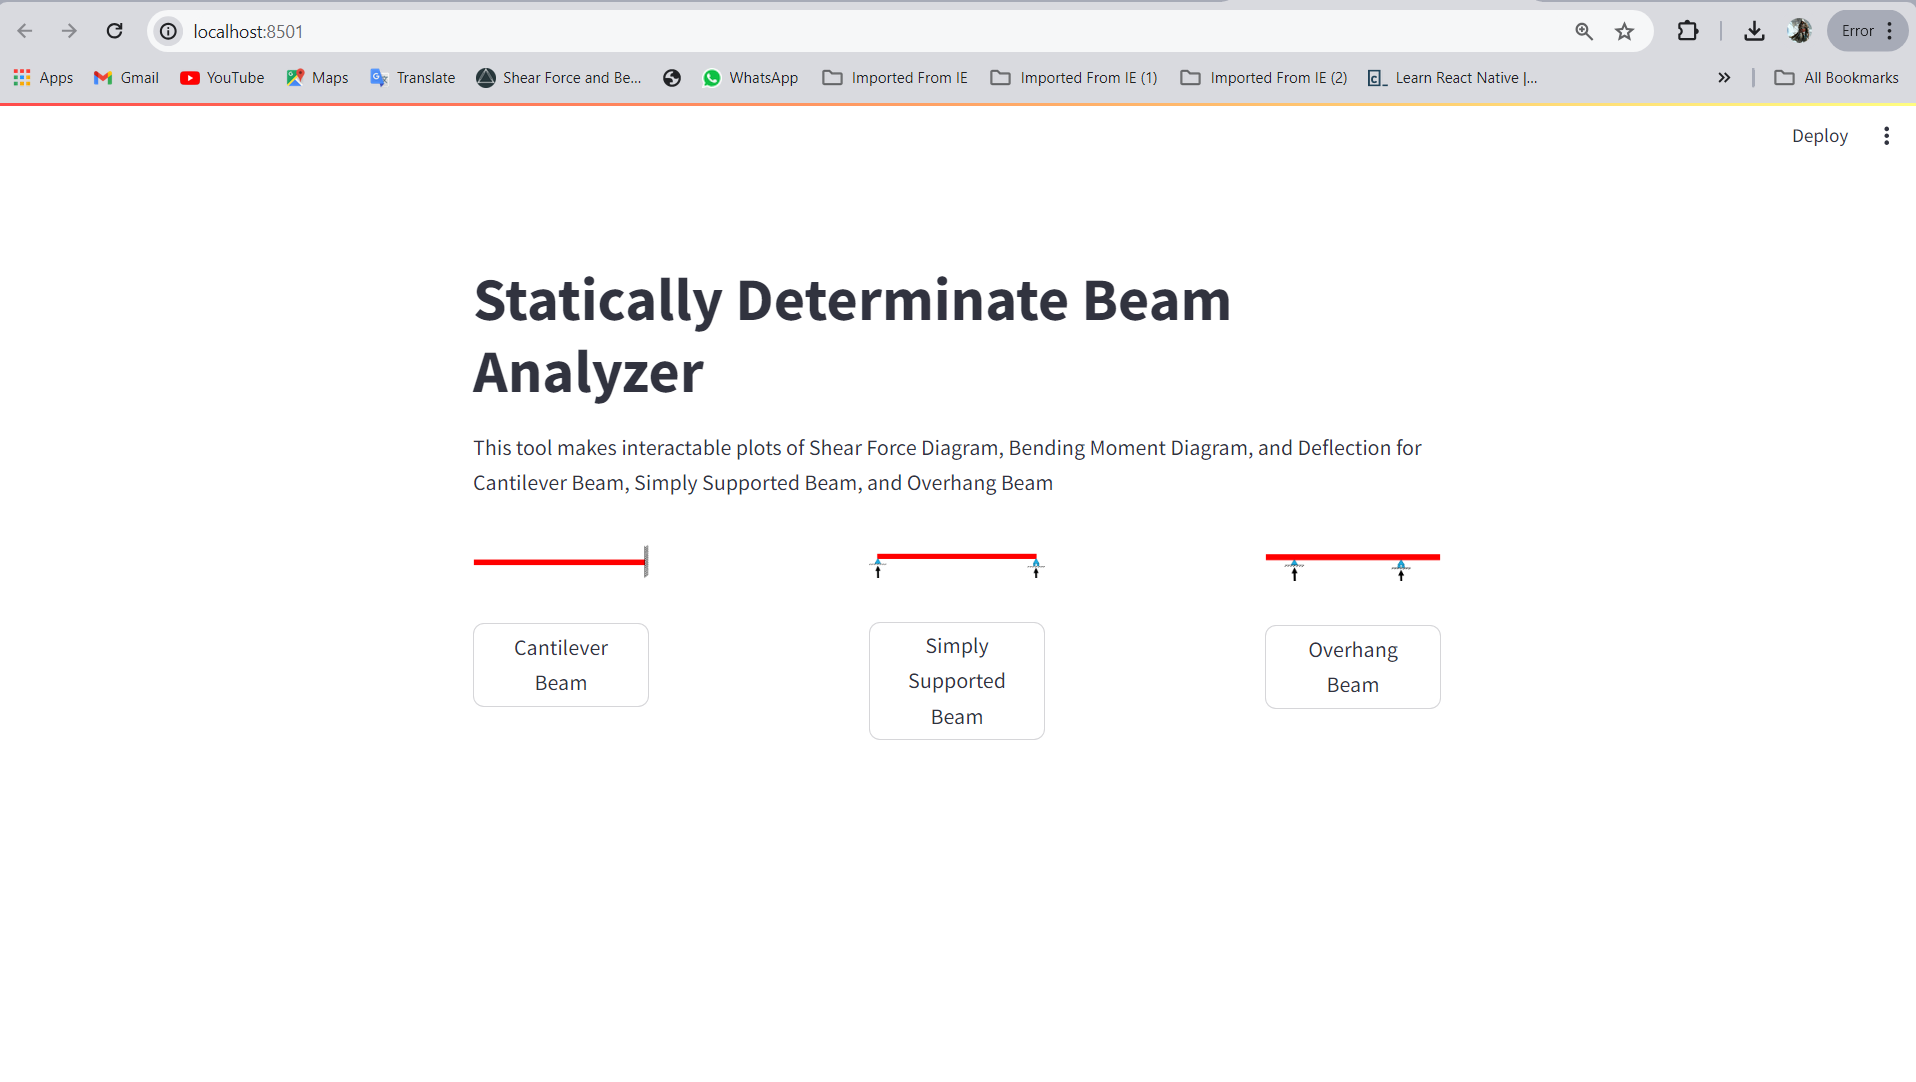 localhost:8501
Error
Apps Gmail YouTube Maps Translate Shear Force and Be... WhatsApp Imported From IE Imported From IE (1) Imported From IE (2) Learn React Native |... All Bookmarks
Deploy
Statically Determinate Beam
Analyzer
This tool makes interactable plots of Shear Force Diagram, Bending Moment Diagram, and Deflection for
Cantilever Beam, Simply Supported Beam, and Overhang Beam
Cantilever
Beam
Simply
Supported
Beam
Overhang
Beam